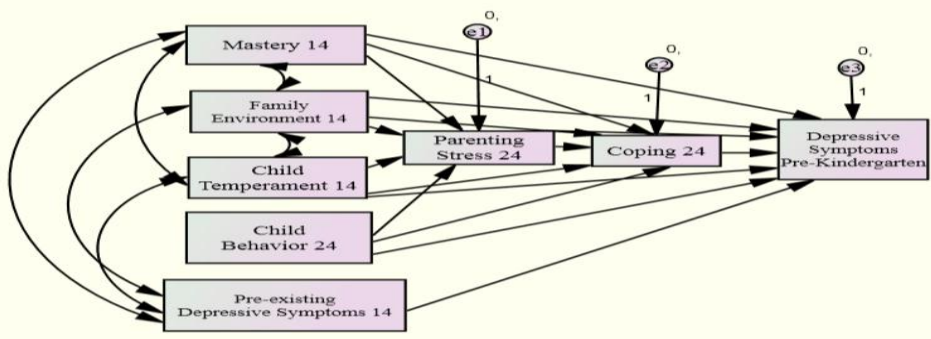 0,
e1
1
Mastery 14
0,
e2
1
0,
e3
1
Family
Environment 14
Parenting
Stress 24
Coping 24
Depressive
Symptoms
Pre-Kindergarten
Child
Temperament 14
Child
Behavior 24
Pre-existing
Depressive Symptoms 14